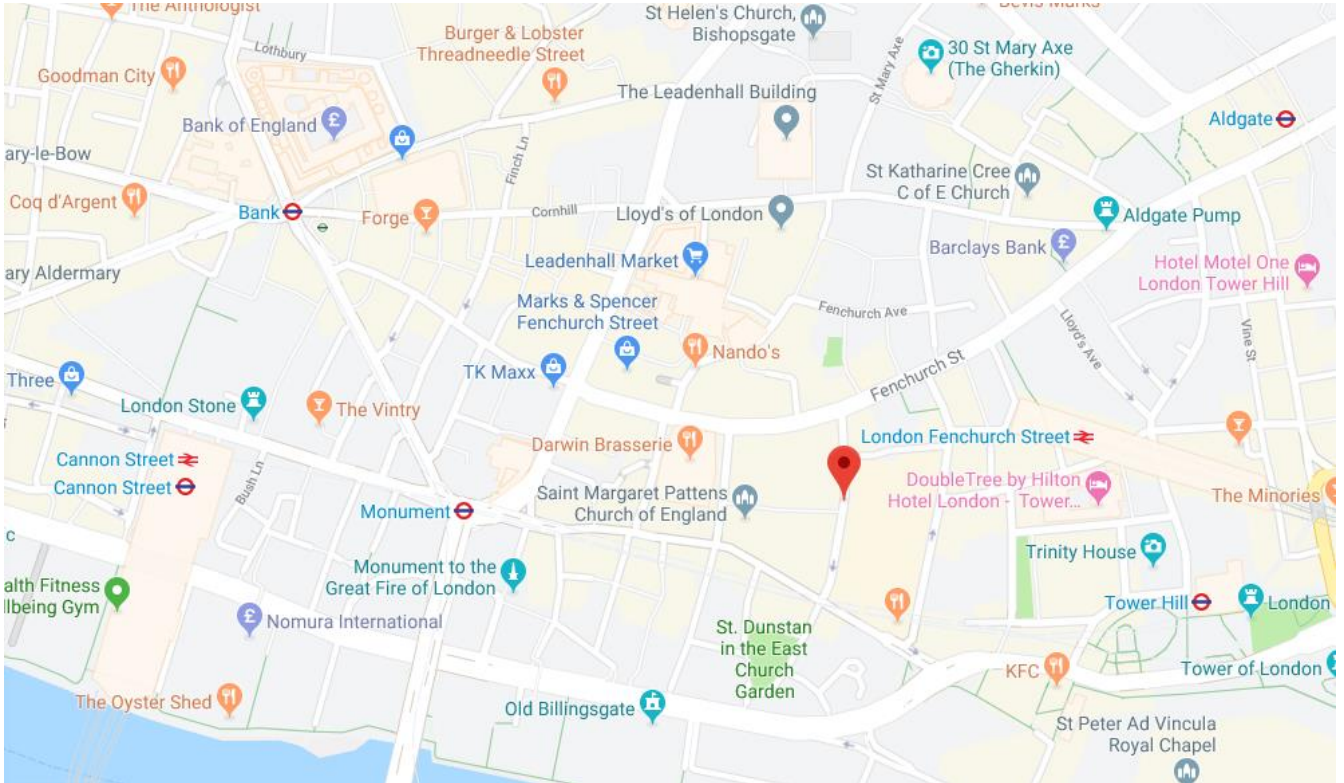 The Anthologist
Bevis Marks
St Helen's Church,
Bishopsgate
Burger & Lobster
Threadneedle Street
Lothbury
30 St Mary Axe
(The Gherkin)
St Mary Axe
Goodman City
The Leadenhall Building
Bank of England
Aldgate
Finch Ln
ary-le-Bow
St Katharine Cree
C of E Church
Coq d'Argent
Bank
Forge
Cornhill
Lloyd's of London
Aldgate Pump
Barclays Bank
ary Aldermary
Leadenhall Market
Hotel Motel One
London Tower Hill
Marks & Spencer
Fenchurch Street
Fenchurch Ave
Lloyd's Ave
Vine St
Nando's
Three
TK Maxx
Fenchurch St
London Stone
The Vintry
Darwin Brasserie
London Fenchurch Street
Cannon Street
Cannon Street
Bush Ln
DoubleTree by Hilton
Hotel London - Tower...
Saint Margaret Pattens
Church of England
The Minories
Monument
c
Trinity House
Monument to the
Great Fire of London
alth Fitness
llbeing Gym
Tower Hill
London
Nomura International
St. Dunstan
in the East
Church
Garden
KFC
Tower of London
The Oyster Shed
Old Billingsgate
St Peter Ad Vincula
Royal Chapel